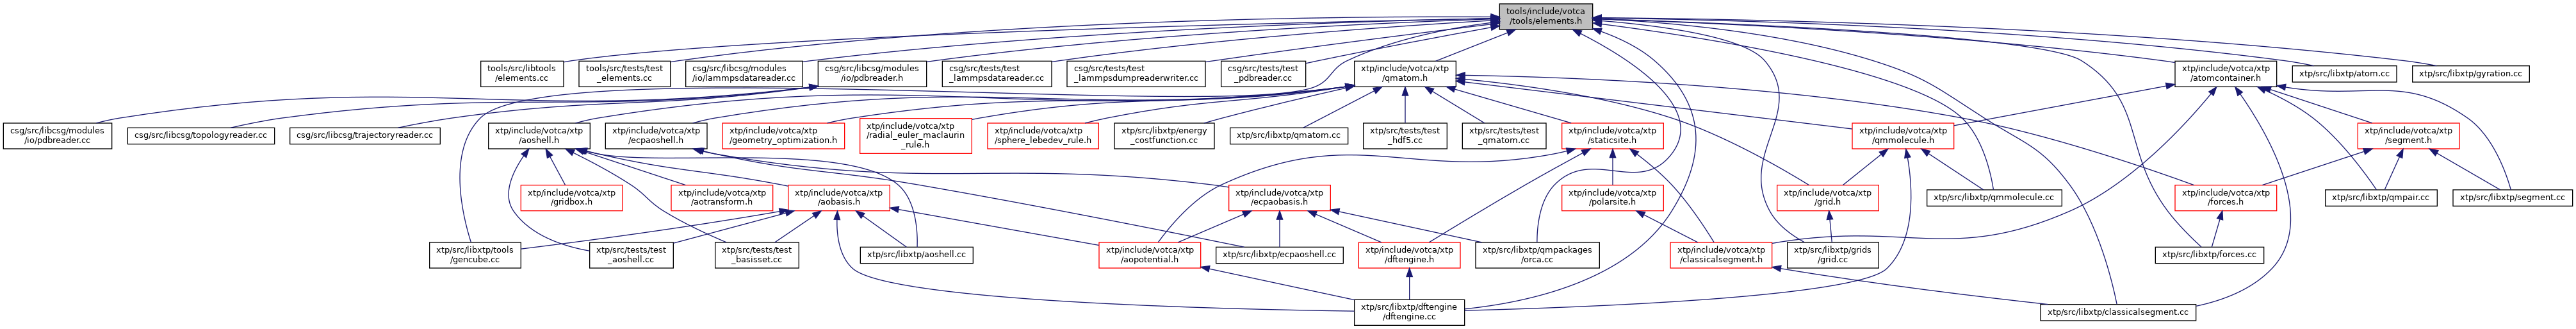 tools/include/votca
/tools/elements.h
tools/src/libtools
/elements.cc
tools/src/tests/test
_elements.cc
csg/src/libcsg/modules
/io/lammpsdatareader.cc
csg/src/libcsg/modules
/io/pdbreader.h
csg/src/tests/test
_lammpsdatareader.cc
csg/src/tests/test
_lammpsdumpreaderwriter.cc
csg/src/tests/test
_pdbreader.cc
xtp/include/votca/xtp
/qmatom.h
xtp/include/votca/xtp
/atomcontainer.h
xtp/src/libxtp/atom.cc
xtp/src/libxtp/gyration.cc
csg/src/libcsg/modules
/io/pdbreader.cc
csg/src/libcsg/topologyreader.cc
csg/src/libcsg/trajectoryreader.cc
xtp/include/votca/xtp
/aoshell.h
xtp/include/votca/xtp
/ecpaoshell.h
xtp/include/votca/xtp
/geometry_optimization.h
xtp/include/votca/xtp
/radial_euler_maclaurin
_rule.h
xtp/include/votca/xtp
/sphere_lebedev_rule.h
xtp/src/libxtp/energy
_costfunction.cc
xtp/src/libxtp/qmatom.cc
xtp/src/tests/test
_hdf5.cc
xtp/src/tests/test
_qmatom.cc
xtp/include/votca/xtp
/staticsite.h
xtp/include/votca/xtp
/qmmolecule.h
xtp/include/votca/xtp
/segment.h
xtp/include/votca/xtp
/gridbox.h
xtp/include/votca/xtp
/aotransform.h
xtp/include/votca/xtp
/aobasis.h
xtp/include/votca/xtp
/ecpaobasis.h
xtp/include/votca/xtp
/polarsite.h
xtp/include/votca/xtp
/grid.h
xtp/src/libxtp/qmmolecule.cc
xtp/include/votca/xtp
/forces.h
xtp/src/libxtp/qmpair.cc
xtp/src/libxtp/segment.cc
xtp/src/libxtp/tools
/gencube.cc
xtp/src/tests/test
_aoshell.cc
xtp/src/tests/test
_basisset.cc
xtp/src/libxtp/aoshell.cc
xtp/include/votca/xtp
/aopotential.h
xtp/src/libxtp/ecpaoshell.cc
xtp/include/votca/xtp
/dftengine.h
xtp/src/libxtp/qmpackages
/orca.cc
xtp/include/votca/xtp
/classicalsegment.h
xtp/src/libxtp/grids
/grid.cc
xtp/src/libxtp/forces.cc
xtp/src/libxtp/dftengine
/dftengine.cc
xtp/src/libxtp/classicalsegment.cc